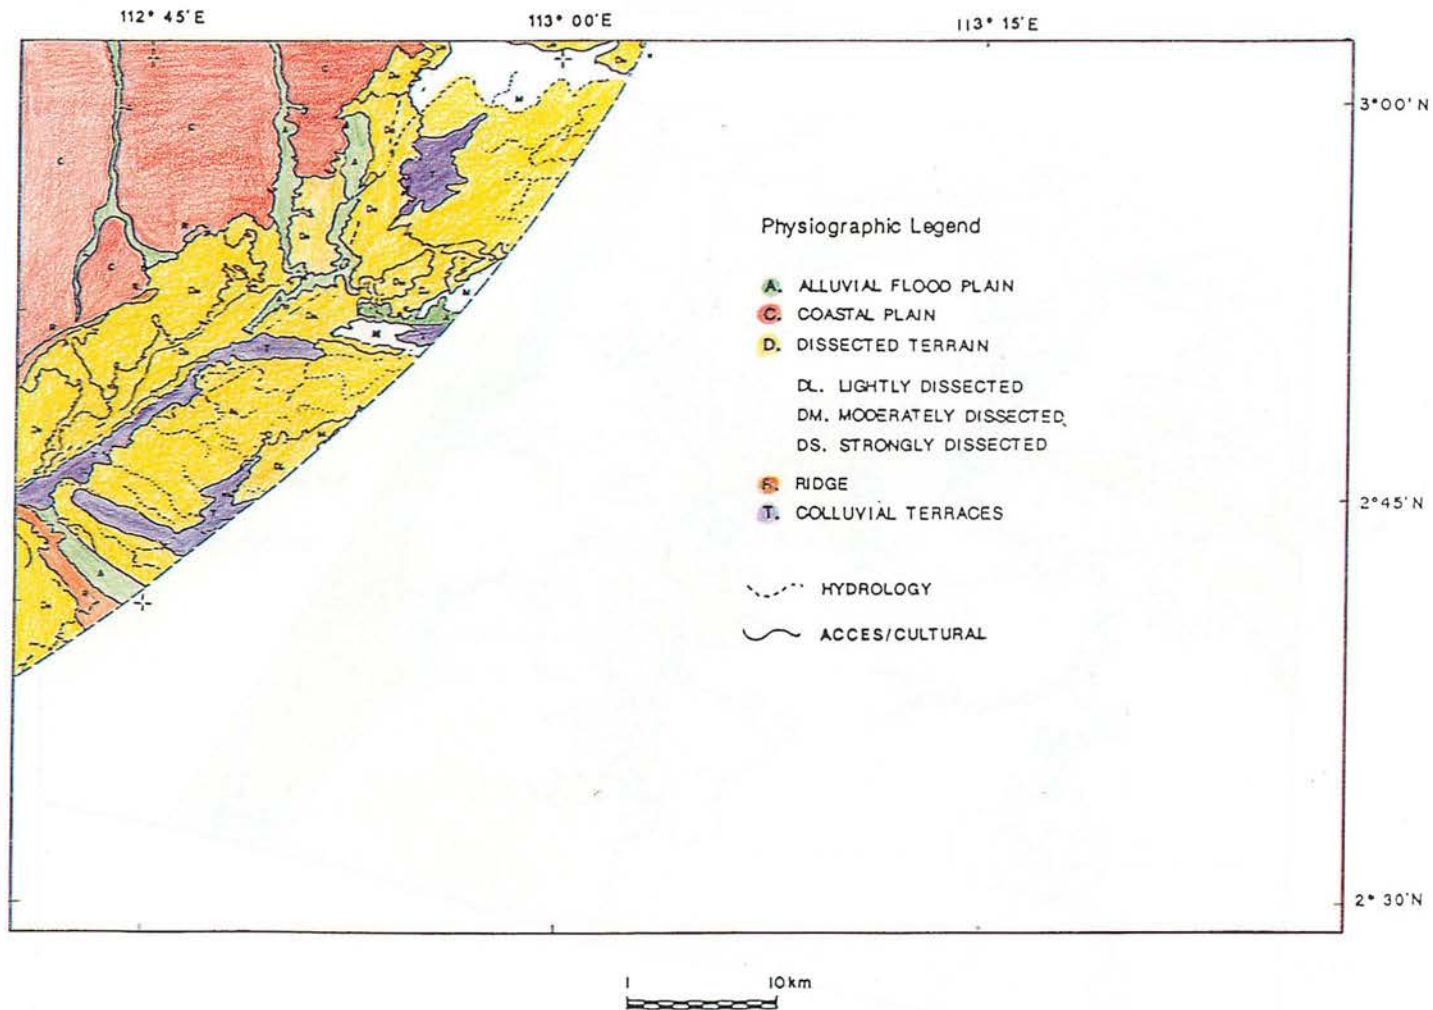 112° 45'E
113° 00'E
113° 15'E
3° 00' N
2° 45'N
2° 30'N
Physiographic Legend
A. ALLUVIAL FLOOD PLAIN
C. COASTAL PLAIN
D. DISSECTED TERRAIN
DL. LIGHTLY DISSECTED
DM. MODERATELY DISSECTED
DS. STRONGLY DISSECTED
R. RIDGE
T. COLLUVIAL TERRACES
HYDROLOGY
ACCES/CULTURAL
1 10km
C
C
C
C
A
A
T
M
M
M
T
T
A